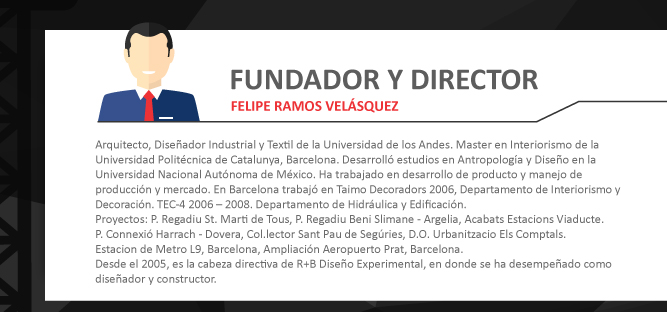 FUNDADOR Y DIRECTOR
FELIPE RAMOS VELÁSQUEZ
Arquitecto, Diseñador Industrial y Textil de la Universidad de los Andes. Master en Interiorismo de la
Universidad Politécnica de Catalunya, Barcelona. Desarrolló estudios en Antropología y Diseño en la
Universidad Nacional Autónoma de México. Ha trabajado en desarrollo de producto y manejo de
producción y mercado. En Barcelona trabajó en Taimo Decoradors 2006, Departamento de Interiorismo y
Decoración. TEC-4 2006 – 2008. Departamento de Hidráulica y Edificación.
Proyectos: P. Regadiu St. Marti de Tous, P. Regadiu Beni Slimane - Argelia, Acabats Estacions Viaducte.
P. Connexió Harrach - Dovera, Col.lector Sant Pau de Segúries, D.O. Urbanitzacio Els Comptals.
Estacion de Metro L9, Barcelona, Ampliación Aeropuerto Prat, Barcelona.
Desde el 2005, es la cabeza directiva de R+B Diseño Experimental, en donde se ha desempeñado como
diseñador y constructor.